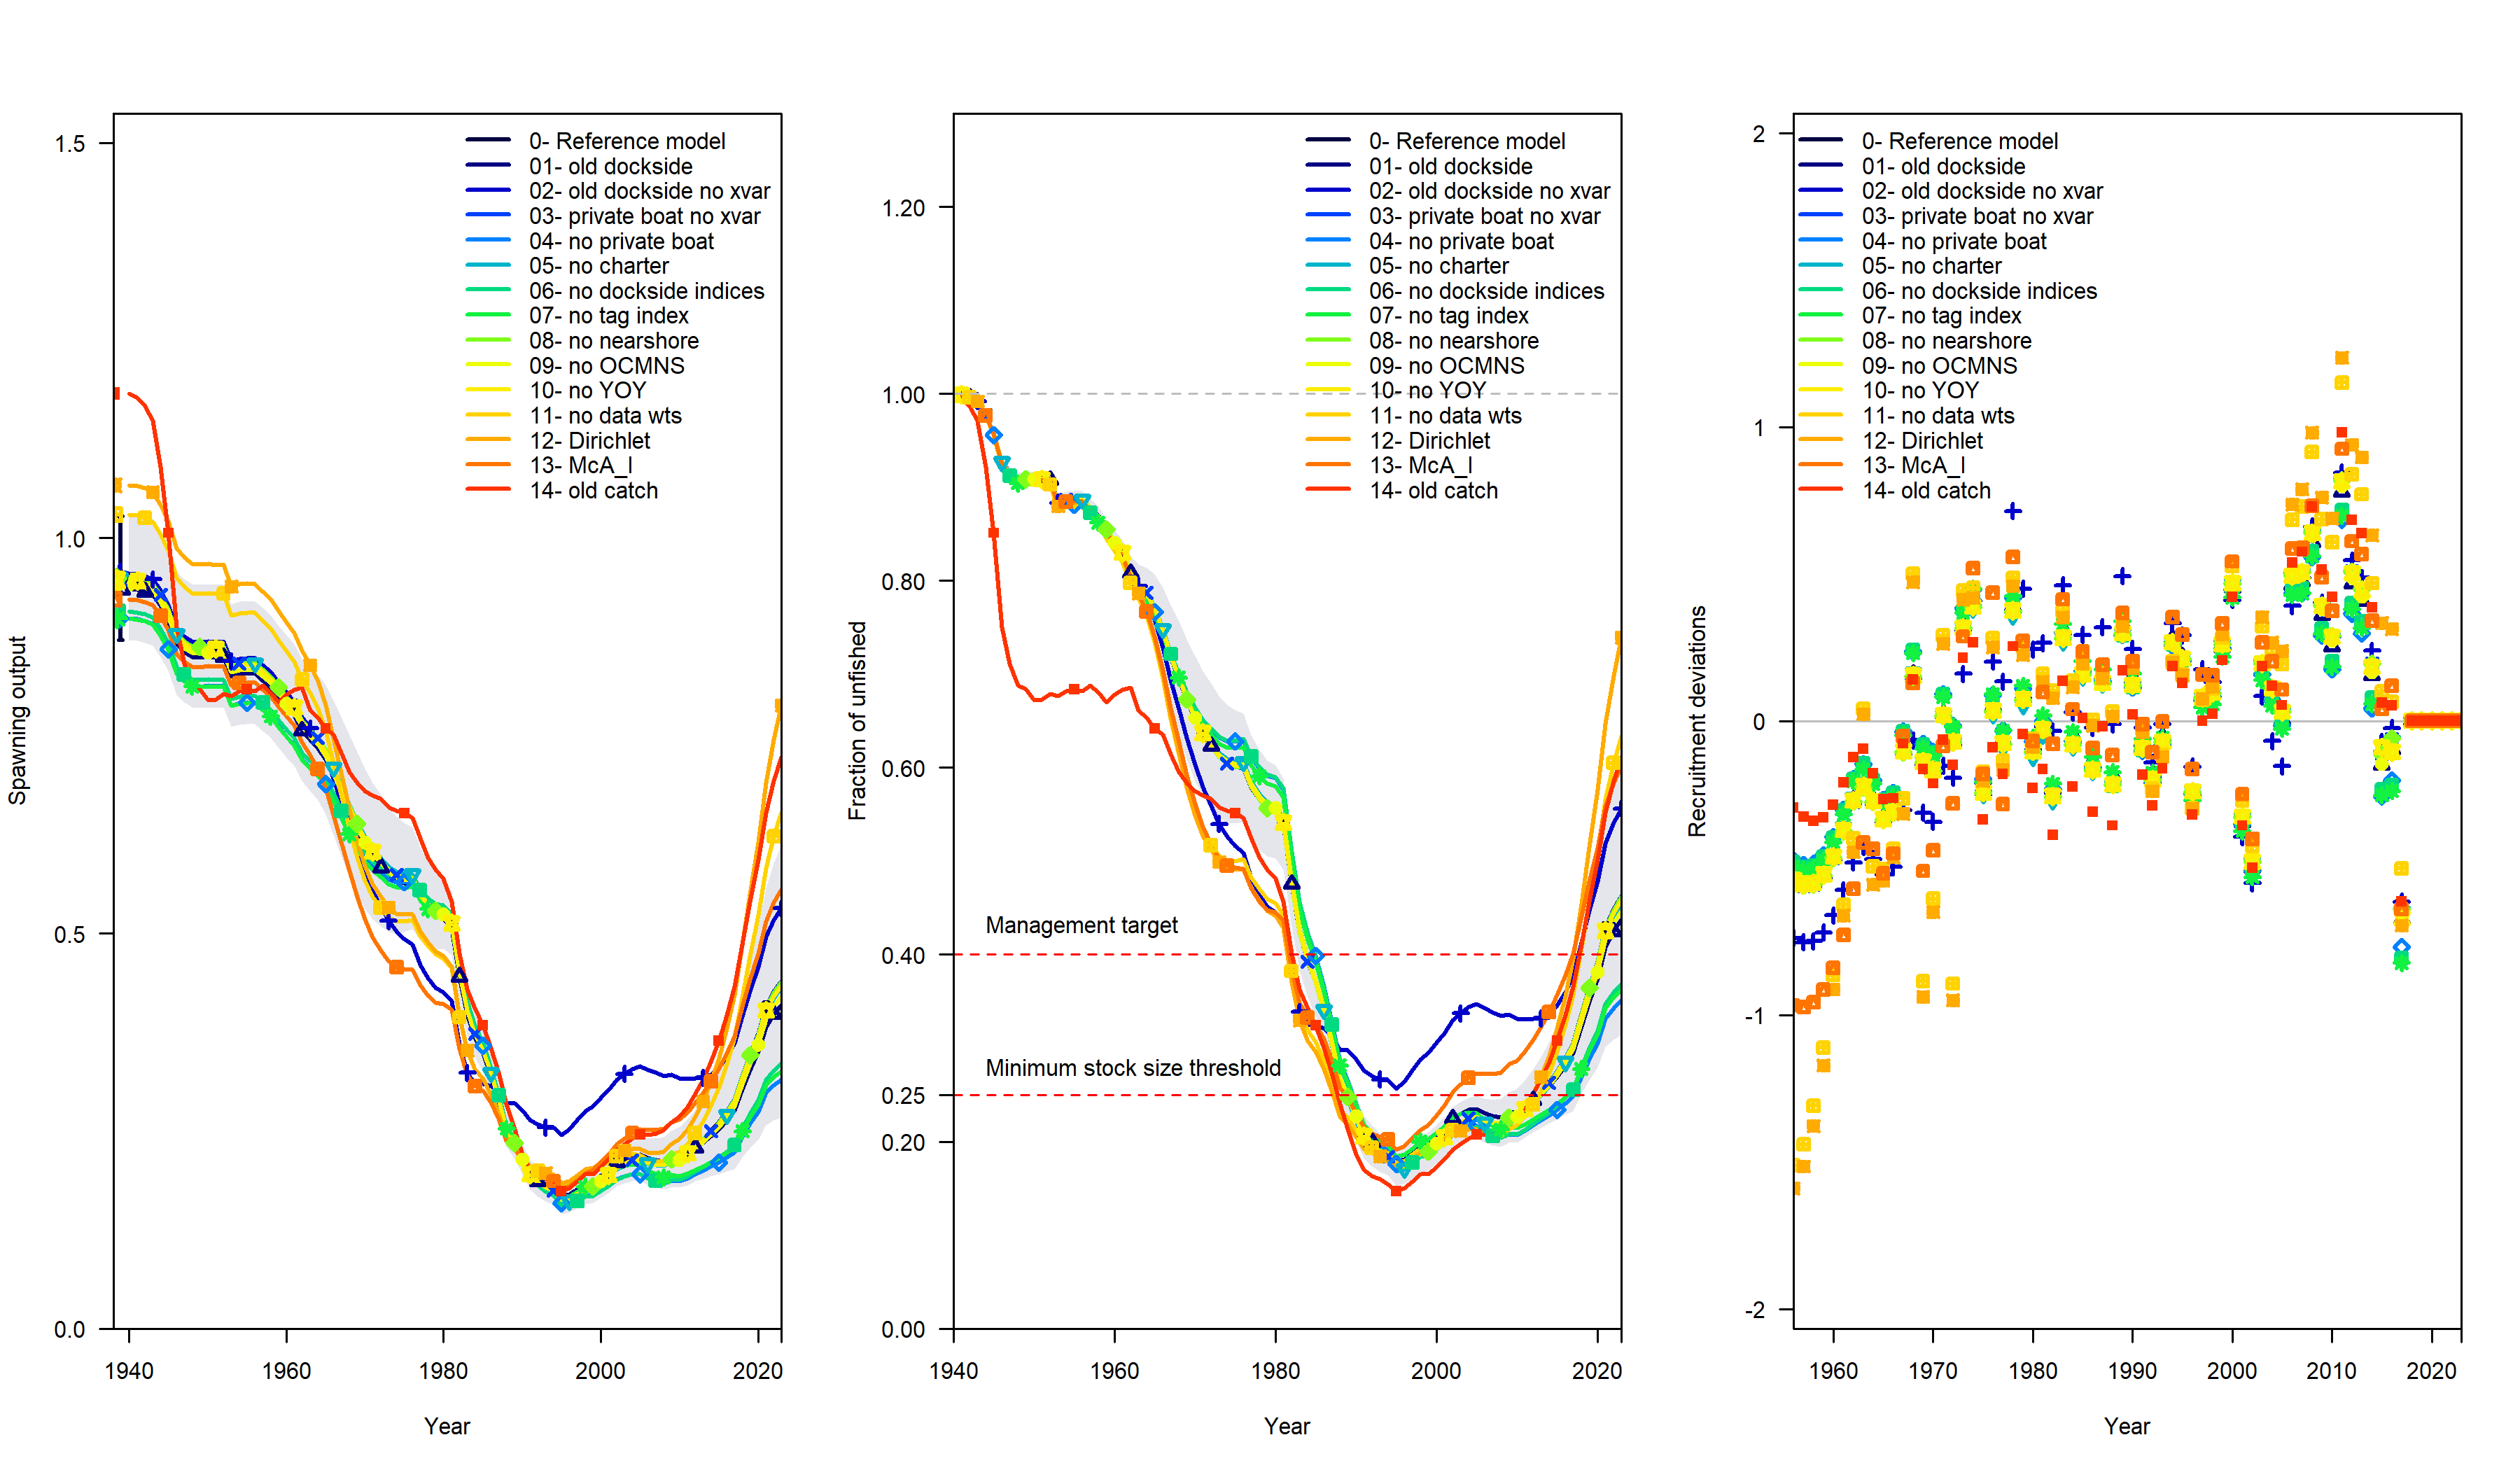 Spawning output
1.5
1.0
0.5
0.0
1940
1960
1980
2000
2020
Year
0- Reference model
01- old dockside
02- old dockside no xvar
03- private boat no xvar
04- no private boat
05- no charter
06- no dockside indices
07- no tag index
08- no nearshore
09- no OCMNS
10- no YOY
11- no data wts
12- Dirichlet
13- McA_I
14- old catch
Fraction of unfished
1.20
1.00
0.80
0.60
0.40
0.25
0.20
0.00
1940
1960
1980
2000
2020
Year
0- Reference model
01- old dockside
02- old dockside no xvar
03- private boat no xvar
04- no private boat
05- no charter
06- no dockside indices
07- no tag index
08- no nearshore
09- no OCMNS
10- no YOY
11- no data wts
12- Dirichlet
13- McA_I
14- old catch
Management target
Minimum stock size threshold
Recruitment deviations
2
1
0
-1
-2
1960
1970
1980
1990
2000
2010
2020
Year
0- Reference model
01- old dockside
02- old dockside no xvar
03- private boat no xvar
04- no private boat
05- no charter
06- no dockside indices
07- no tag index
08- no nearshore
09- no OCMNS
10- no YOY
11- no data wts
12- Dirichlet
13- McA_I
14- old catch